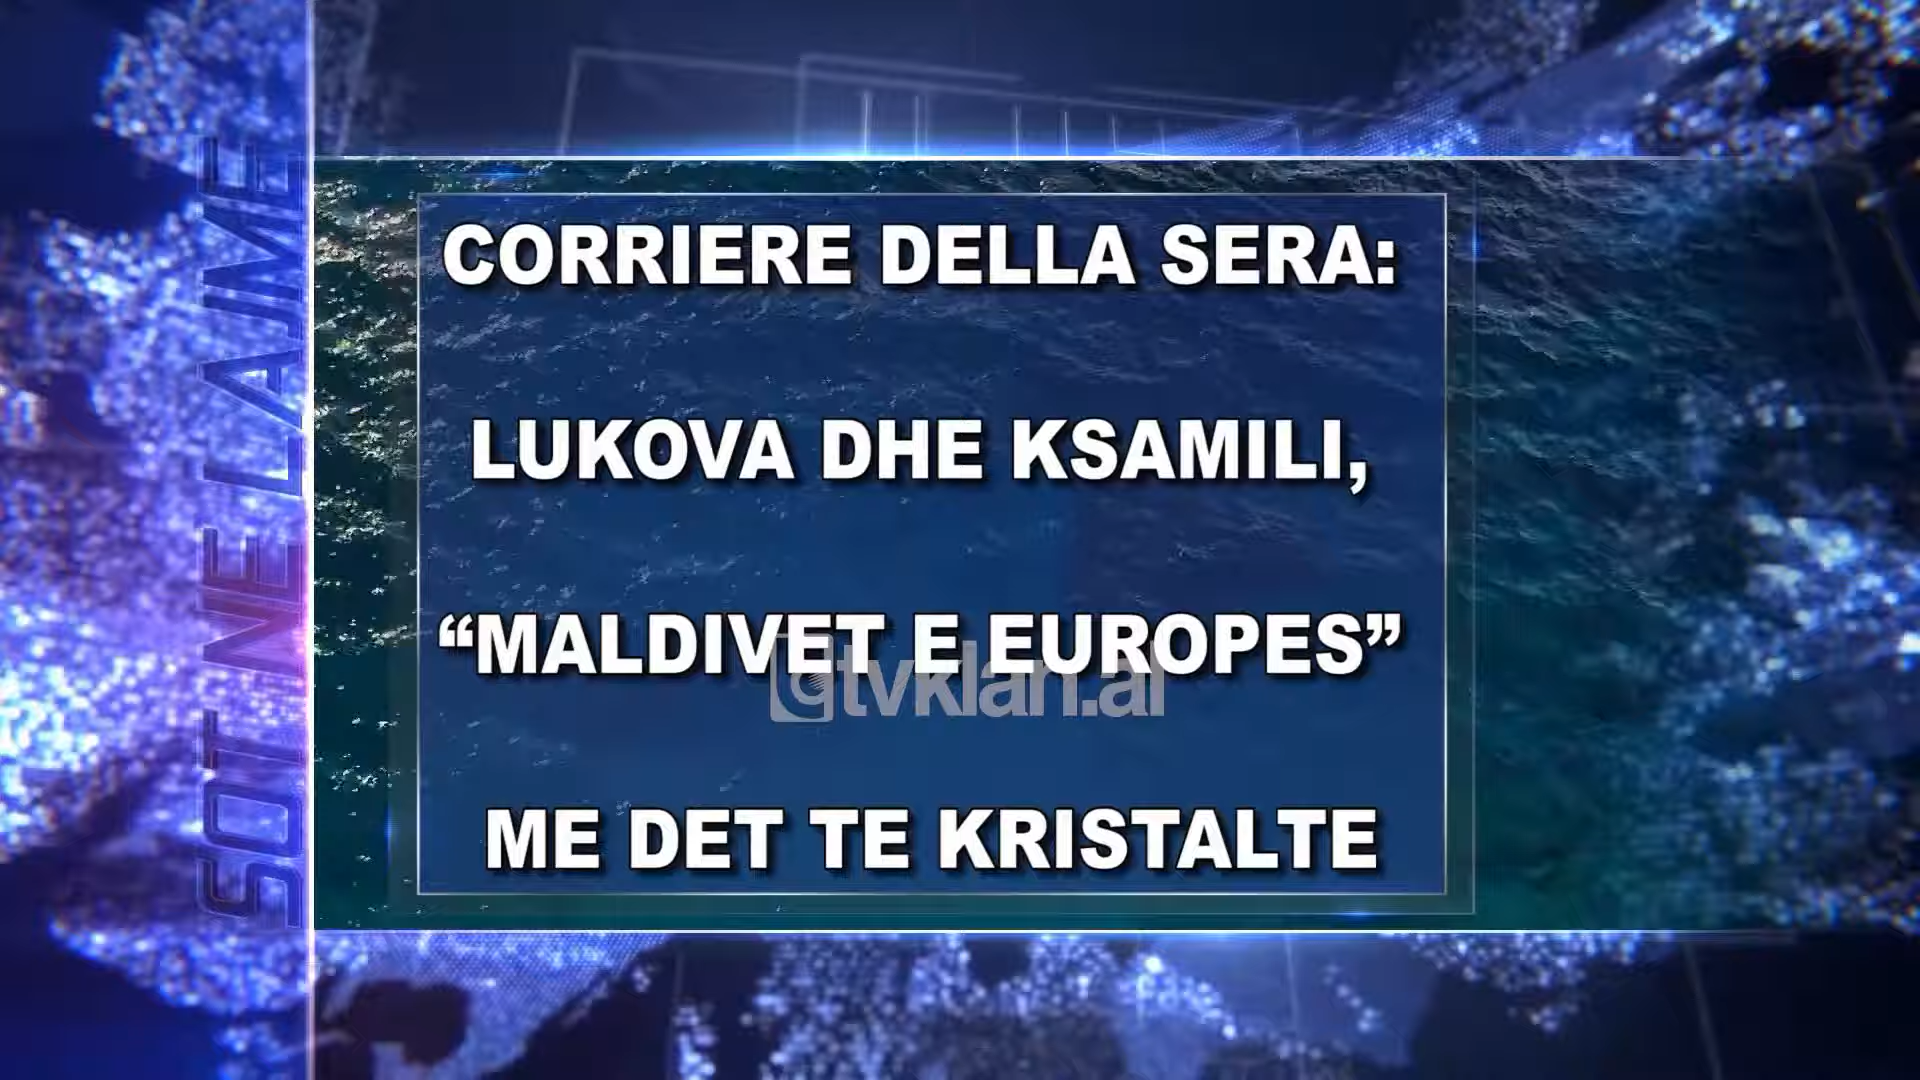 SOT NE LAJME
CORRIERE DELLA SERA:
LUKOVA DHE KSAMILI,
“MALDIVET E EUROPES”
tvklan.al
ME DET TE KRISTALTE